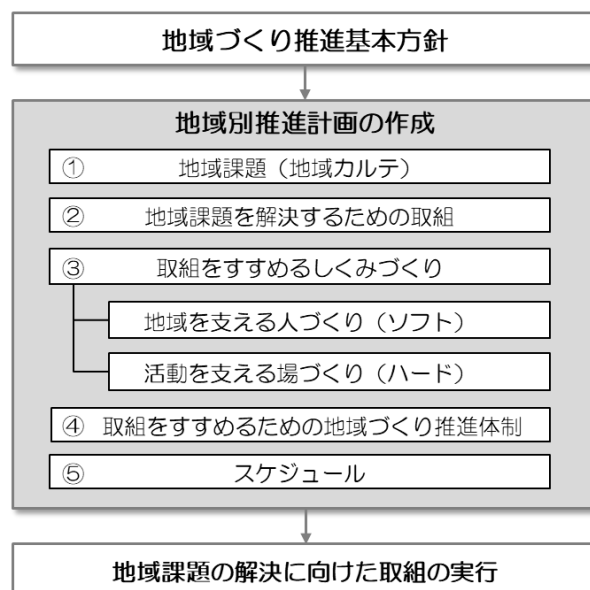 地域づくり推進基本方針
地域別推進計画の作成
① 地域課題（地域カルテ）
② 地域課題を解決するための取組
③ 取組をすすめるしくみづくり
地域を支える人づくり（ソフト）
活動を支える場づくり（ハード）
④ 取組をすすめるための地域づくり推進体制
⑤ スケジュール
地域課題の解決に向けた取組の実行